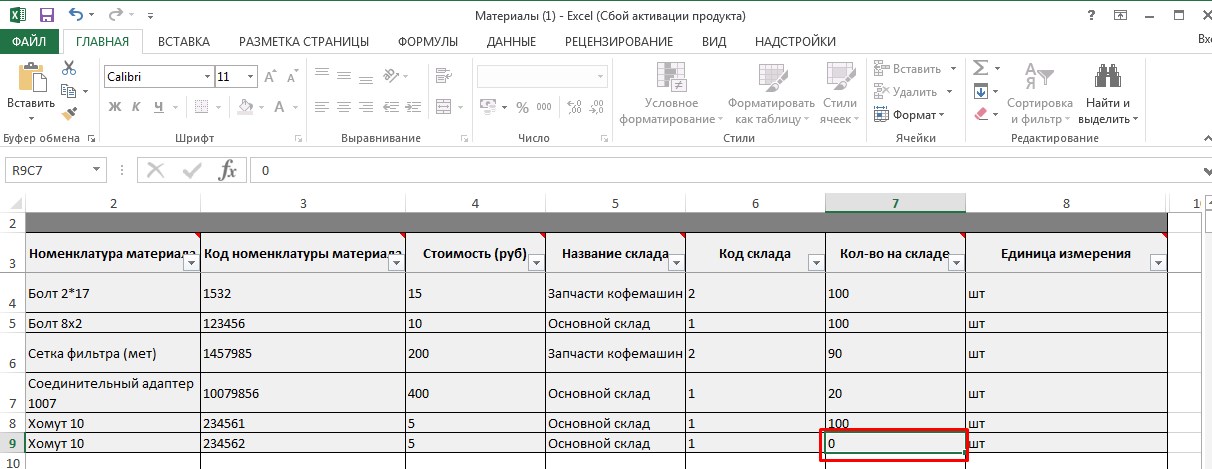 Материалы (1) - Excel (Сбой активации продукта)
ФАЙЛ ГЛАВНАЯ ВСТАВКА РАЗМЕТКА СТРАНИЦЫ ФОРМУЛЫ ДАННЫЕ РЕЦЕНЗИРОВАНИЕ ВИД НАДСТРОЙКИ
Вставить
Буфер обмена
Calibri 11
Ж К Ч
Шрифт
Выравнивание
% 000
Число
Условное форматирование
Форматировать как таблицу
Стили ячеек
Стили
Вставить
Удалить
Формат
Ячейки
Сортировка и фильтр
Найти и выделить
Редактирование
R9C7 fx 0
2 3 4 5 6 7 8
2
3 Номенклатура материала Код номенклатуры материала Стоимость (руб) Название склада Код склада Кол-во на складе Единица измерения
4 Болт 2*17 1532 15 Запчасти кофемашин 2 100 шт
5 Болт 8х2 123456 10 Основной склад 1 100 шт
6 Сетка фильтра (мет) 1457985 200 Запчасти кофемашин 2 90 шт
7 Соединительный адаптер 1007 10079856 400 Основной склад 1 20 шт
8 Хомут 10 234561 5 Основной склад 1 100 шт
9 Хомут 10 234562 5 Основной склад 1 0 шт
10